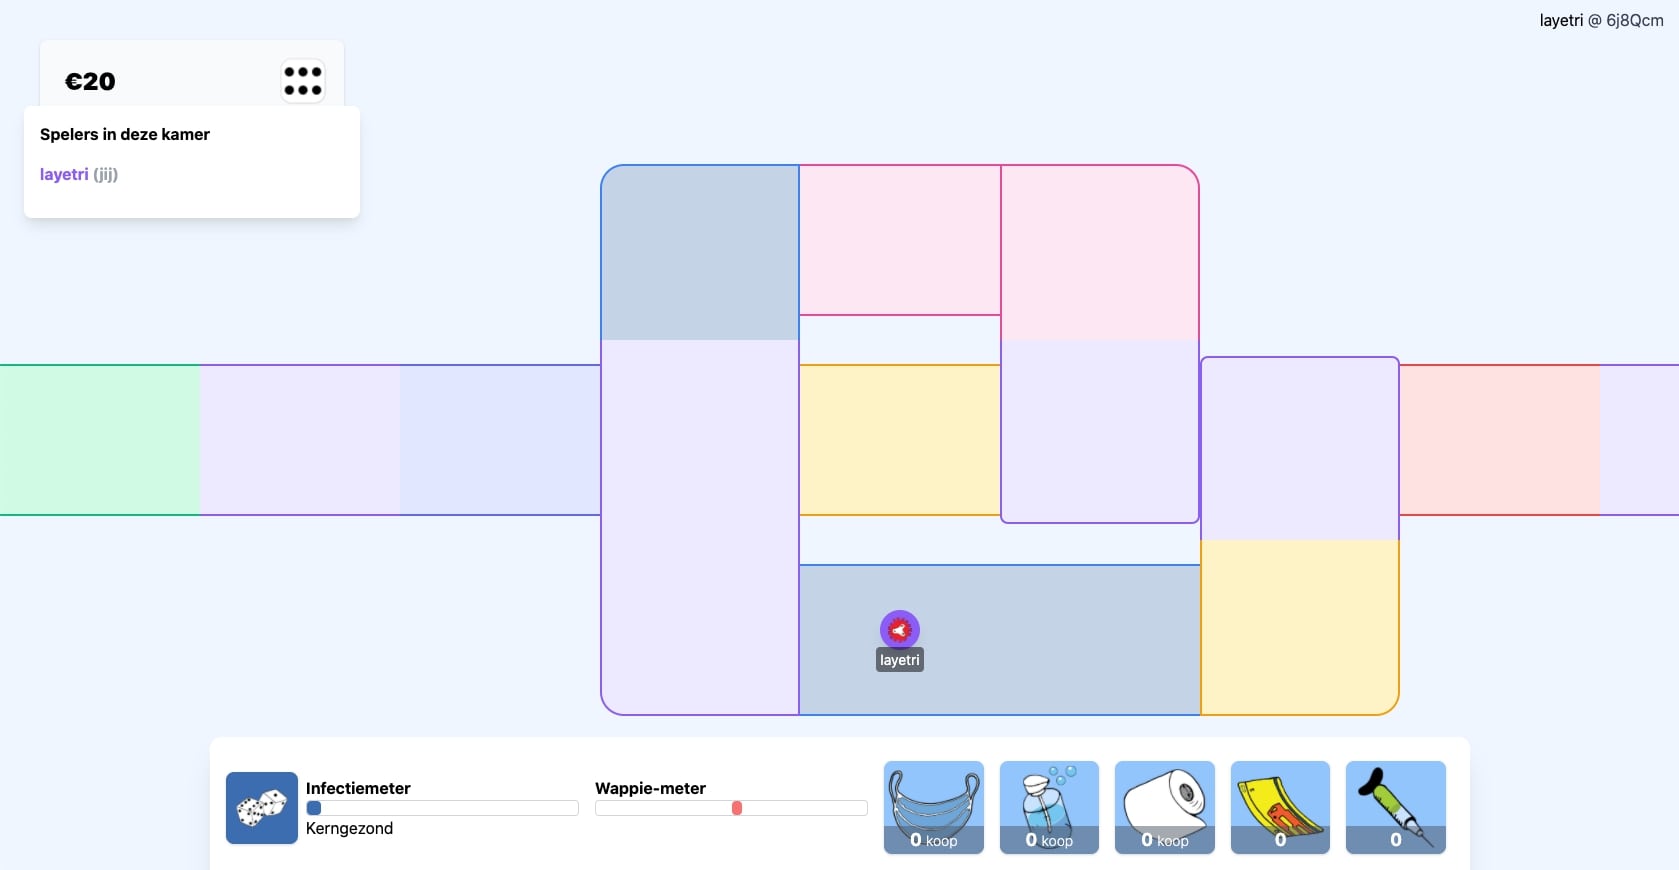 layetri @ 6j8Qcm
€20
Spelers in deze kamer
layetri (jij)
layetri
Infectiemeter
Kerngezond
Wappie-meter
0 koop
0 koop
0 koop
0
0